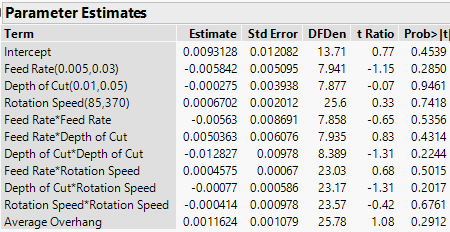 Parameter Estimates
Term Estimate Std Error DFDen t Ratio Prob>|t|
Intercept 0.0093128 0.012082 13.71 0.77 0.4539
Feed Rate(0.005,0.03) -0.005842 0.005095 7.941 -1.15 0.2850
Depth of Cut(0.01,0.05) -0.000275 0.003938 7.877 -0.07 0.9461
Rotation Speed(85,370) 0.0006702 0.002012 25.6 0.33 0.7418
Feed Rate*Feed Rate -0.00563 0.008691 7.858 -0.65 0.5356
Feed Rate*Depth of Cut 0.0050363 0.006076 7.935 0.83 0.4314
Depth of Cut*Depth of Cut -0.012827 0.00978 8.389 -1.31 0.2244
Feed Rate*Rotation Speed 0.0004575 0.00067 23.03 0.68 0.5015
Depth of Cut*Rotation Speed -0.00077 0.000586 23.17 -1.31 0.2017
Rotation Speed*Rotation Speed -0.000414 0.000978 23.57 -0.42 0.6761
Average Overhang 0.0011624 0.001079 25.78 1.08 0.2912